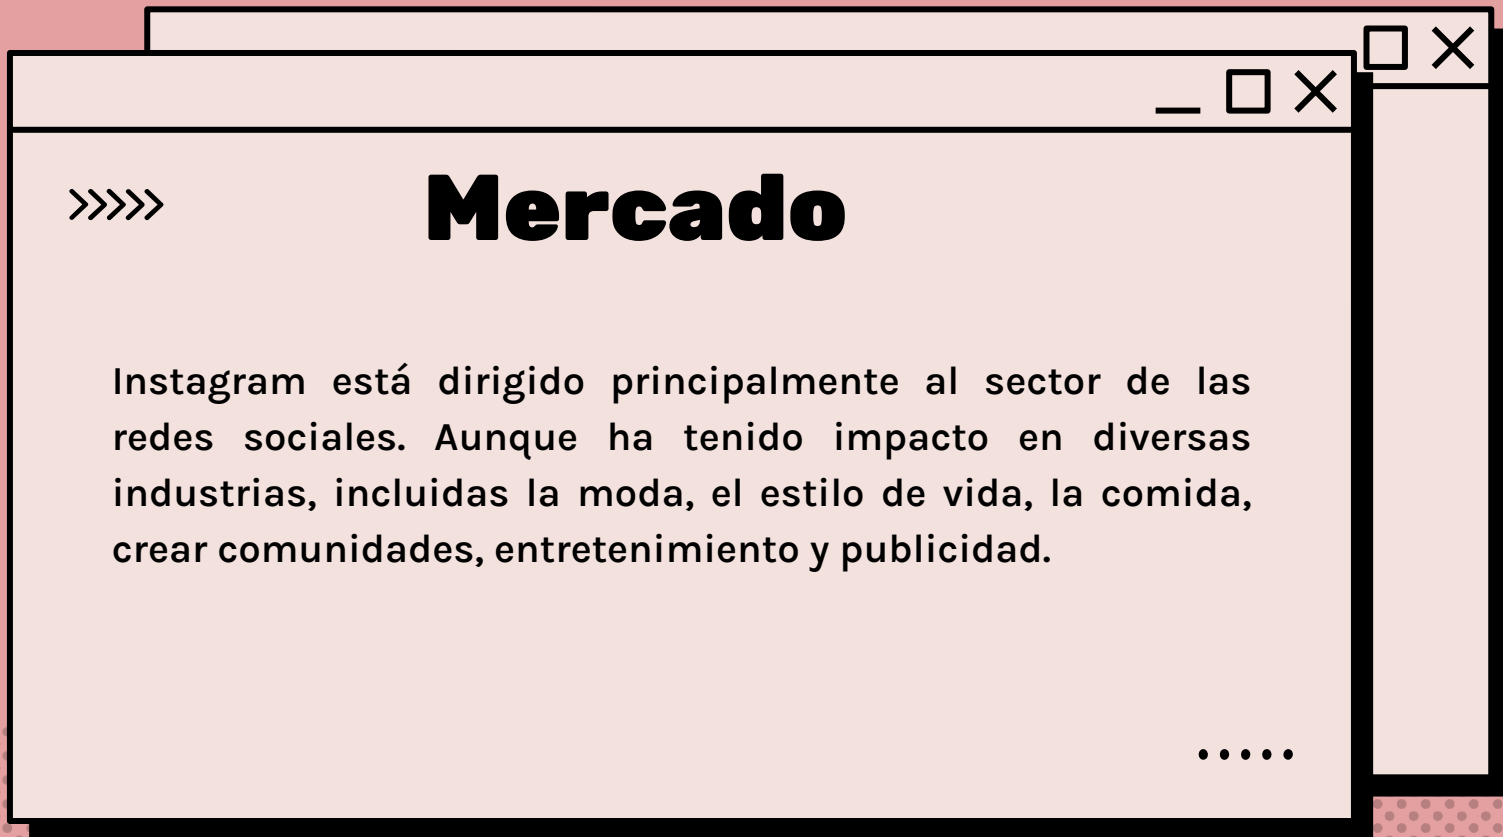 Mercado
Instagram está dirigido principalmente al sector de las
redes sociales. Aunque ha tenido impacto en diversas
industrias, incluidas la moda, el estilo de vida, la comida,
crear comunidades, entretenimiento y publicidad.